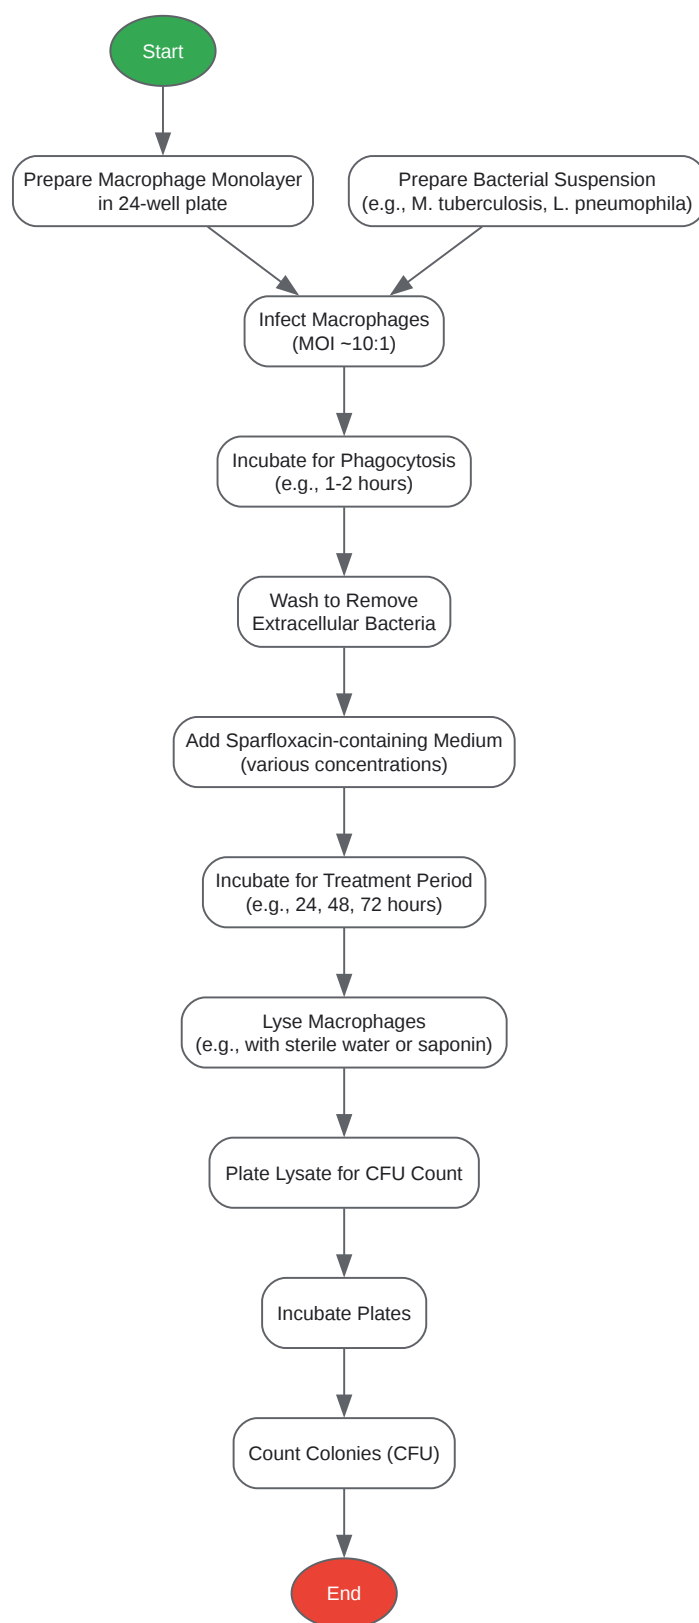 Start
Prepare Macrophage Monolayer
in 24-well plate
Prepare Bacterial Suspension
(e.g., M. tuberculosis, L. pneumophila)
Infect Macrophages
(MOI ~10:1)
Incubate for Phagocytosis
(e.g., 1-2 hours)
Wash to Remove
Extracellular Bacteria
Add Sparfloxacin-containing Medium
(various concentrations)
Incubate for Treatment Period
(e.g., 24, 48, 72 hours)
Lyse Macrophages
(e.g., with sterile water or saponin)
Plate Lysate for CFU Count
Incubate Plates
Count Colonies (CFU)
End